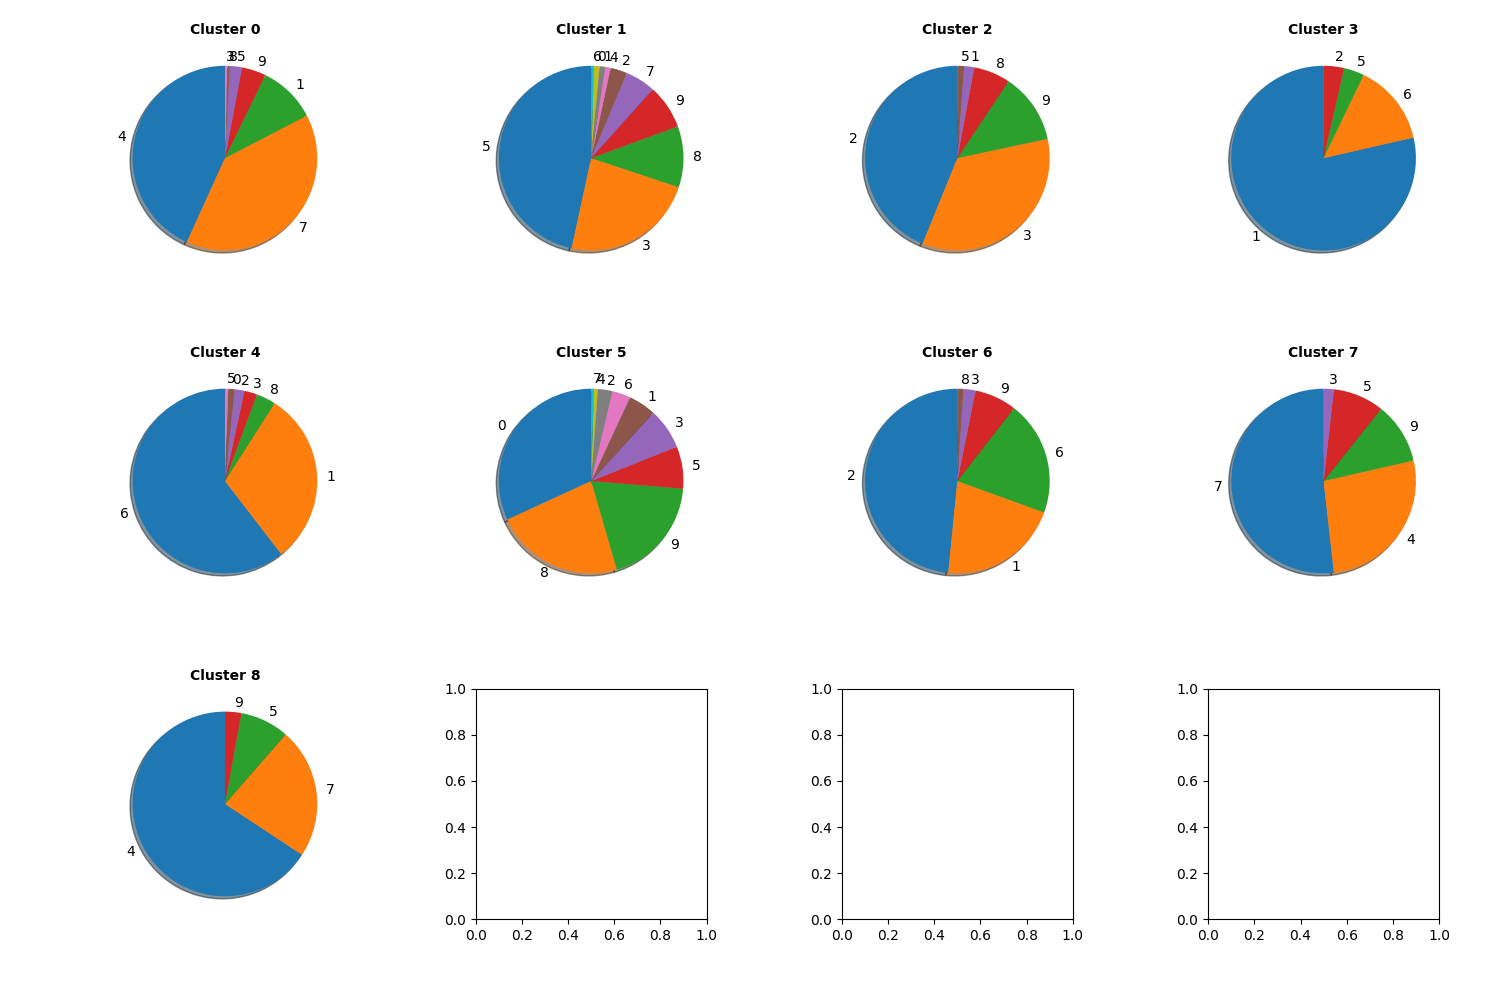 Cluster 0
3 8 5 9 1 7 4
Cluster 1
6 0 1 4 2 7 9 8 3 5
Cluster 2
5 1 8 9 3 2
Cluster 3
2 5 6 1
Cluster 4
5 0 2 3 8 1 6
Cluster 5
7 4 2 6 1 3 5 9 8 0
Cluster 6
8 3 9 6 1 2
Cluster 7
3 5 9 4 7
Cluster 8
9 5 7 4
1.0
0.8
0.6
0.4
0.2
0.0
0.0 0.2 0.4 0.6 0.8 1.0
1.0
0.8
0.6
0.4
0.2
0.0
0.0 0.2 0.4 0.6 0.8 1.0
1.0
0.8
0.6
0.4
0.2
0.0
0.0 0.2 0.4 0.6 0.8 1.0